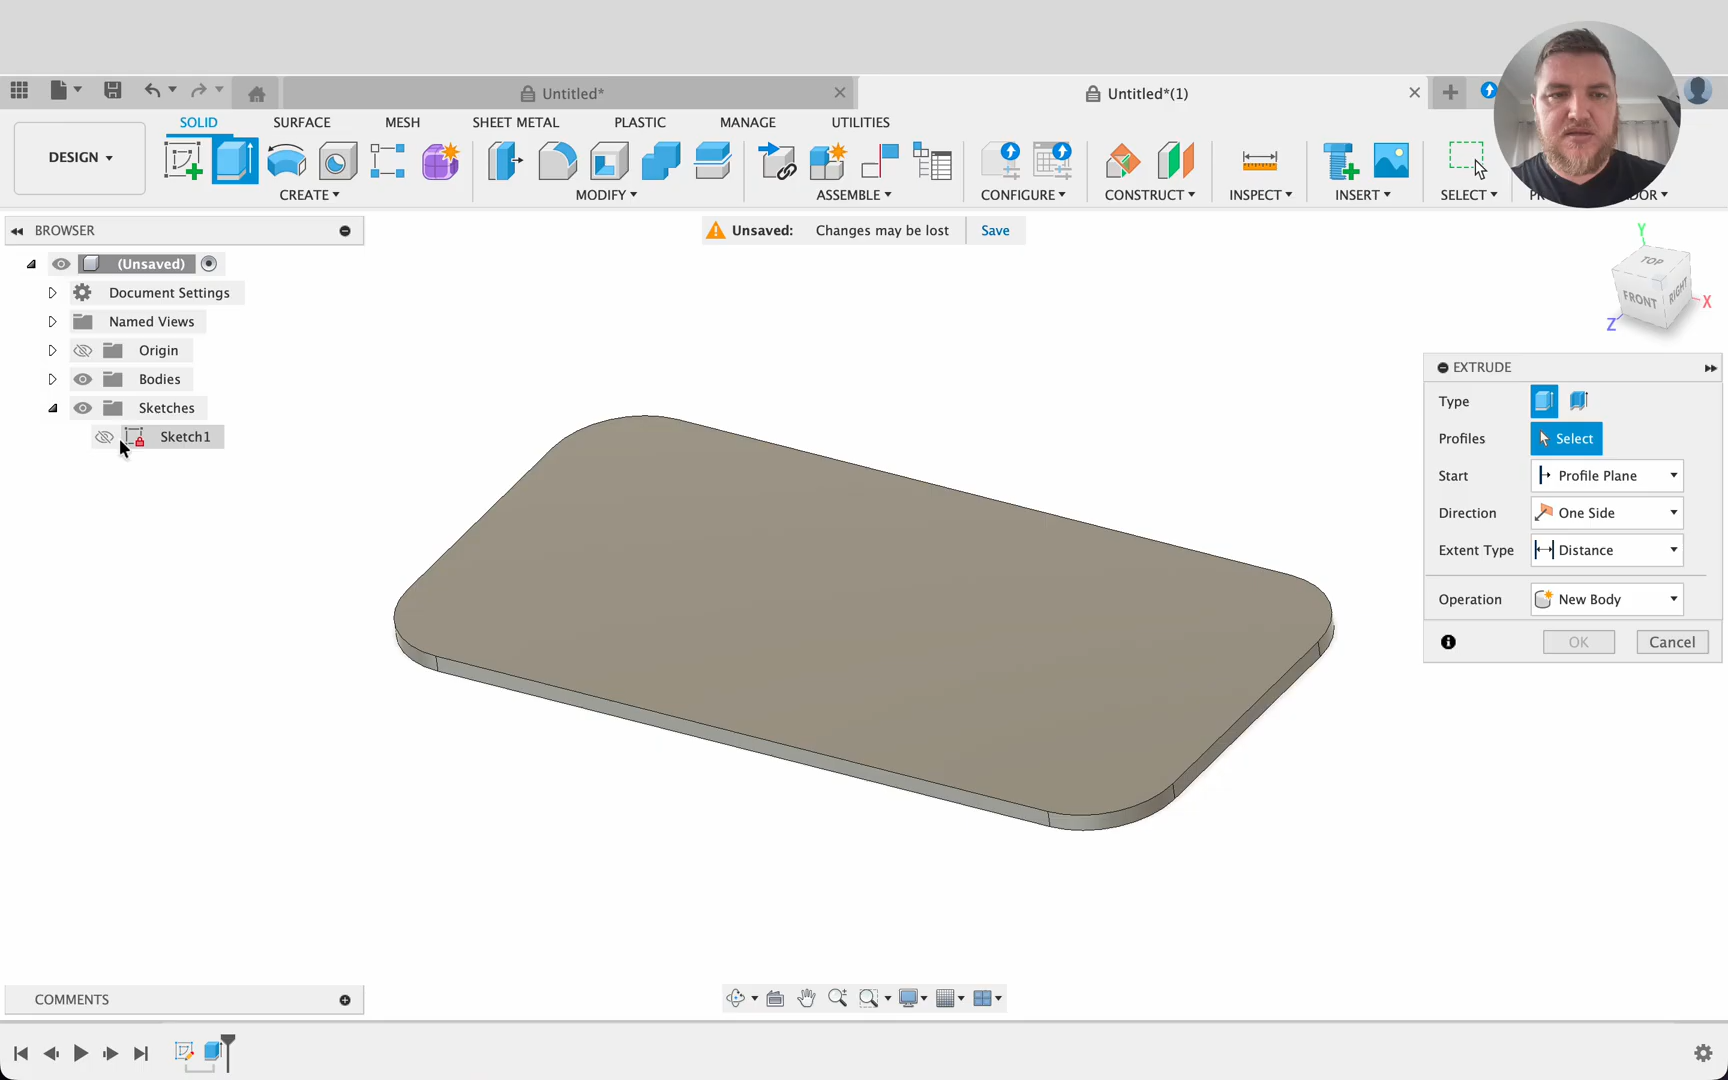 Untitled*
Untitled*(1)
SOLID
SURFACE
MESH
SHEET METAL
PLASTIC
MANAGE
UTILITIES
DESIGN
CREATE
MODIFY
ASSEMBLE
CONFIGURE
CONSTRUCT
INSPECT
INSERT
SELECT
BROWSER
Unsaved: Changes may be lost Save
(Unsaved)
Document Settings
Named Views
Origin
Bodies
Sketches
Sketch1
Y
TOP
FRONT
RIGHT
X
Z
EXTRUDE
Type
Profiles Select
Start Profile Plane
Direction One Side
Extent Type Distance
Operation New Body
OK Cancel
COMMENTS